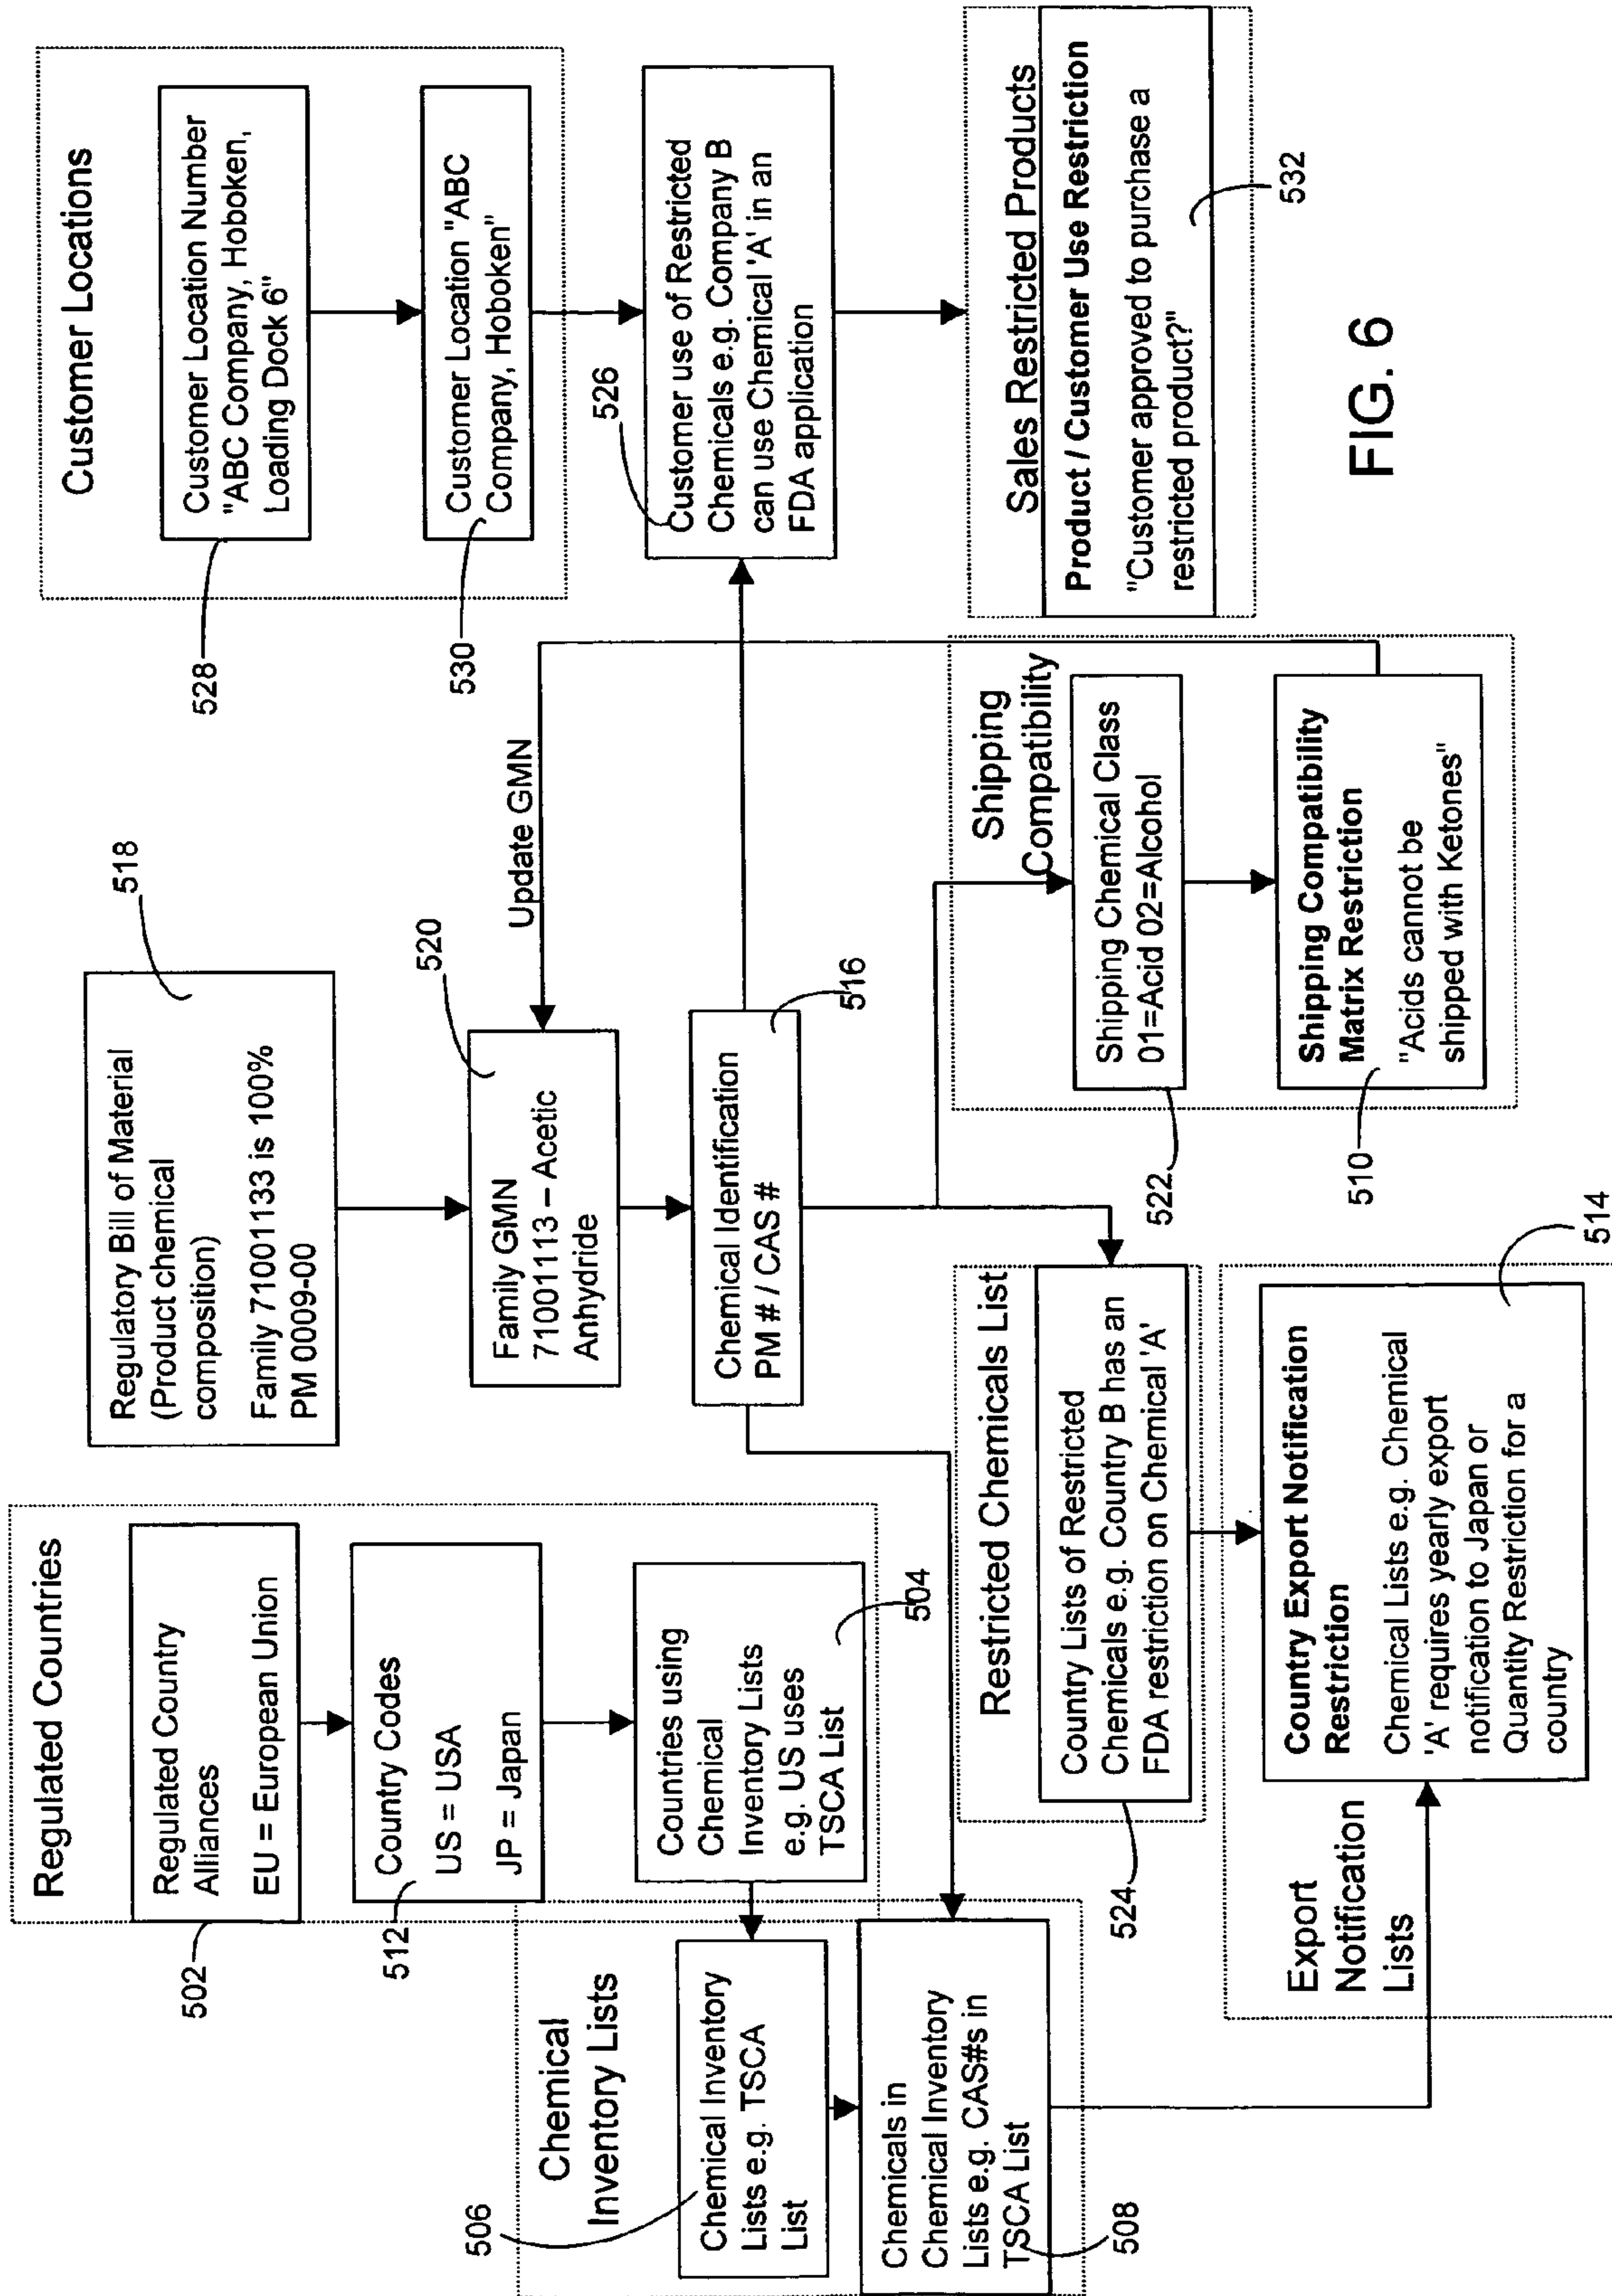 Regulated Countries
502
Regulated Country
Alliances
EU = European Union
512
Country Codes
US = USA
JP = Japan
Countries using
Chemical
Inventory Lists
e.g. US uses
TSCA List
504
Chemical
Inventory Lists
506
Chemical Inventory
Lists e.g. TSCA
List
Chemicals in
Chemical Inventory
Lists e.g. CAS#s in
TSCA List
508
518
Regulatory Bill of Material
(Product chemical
composition)
Family 71001133 is 100%
PM 0009-00
520
Family GMN
71001113 – Acetic
Anhydride
Update GMN
Chemical Identification
PM # / CAS #
516
Restricted Chemicals List
Country Lists of Restricted
Chemicals e.g. Country B has an
FDA restriction on Chemical 'A'
524
Export
Notification
Lists
Country Export Notification
Restriction
Chemical Lists e.g. Chemical
'A' requires yearly export
notification to Japan or
Quantity Restriction for a
country
514
Shipping
Compatibility
Shipping Chemical Class
01=Acid 02=Alcohol
522
Shipping Compatibility
Matrix Restriction
"Acids cannot be
shipped with Ketones"
510
Customer Locations
Customer Location Number
"ABC Company, Hoboken,
Loading Dock 6"
528
Customer Location "ABC
Company, Hoboken"
530
526
Customer use of Restricted
Chemicals e.g. Company B
can use Chemical 'A' in an
FDA application
Sales Restricted Products
Product / Customer Use Restriction
"Customer approved to purchase a
restricted product?"
532
FIG. 6